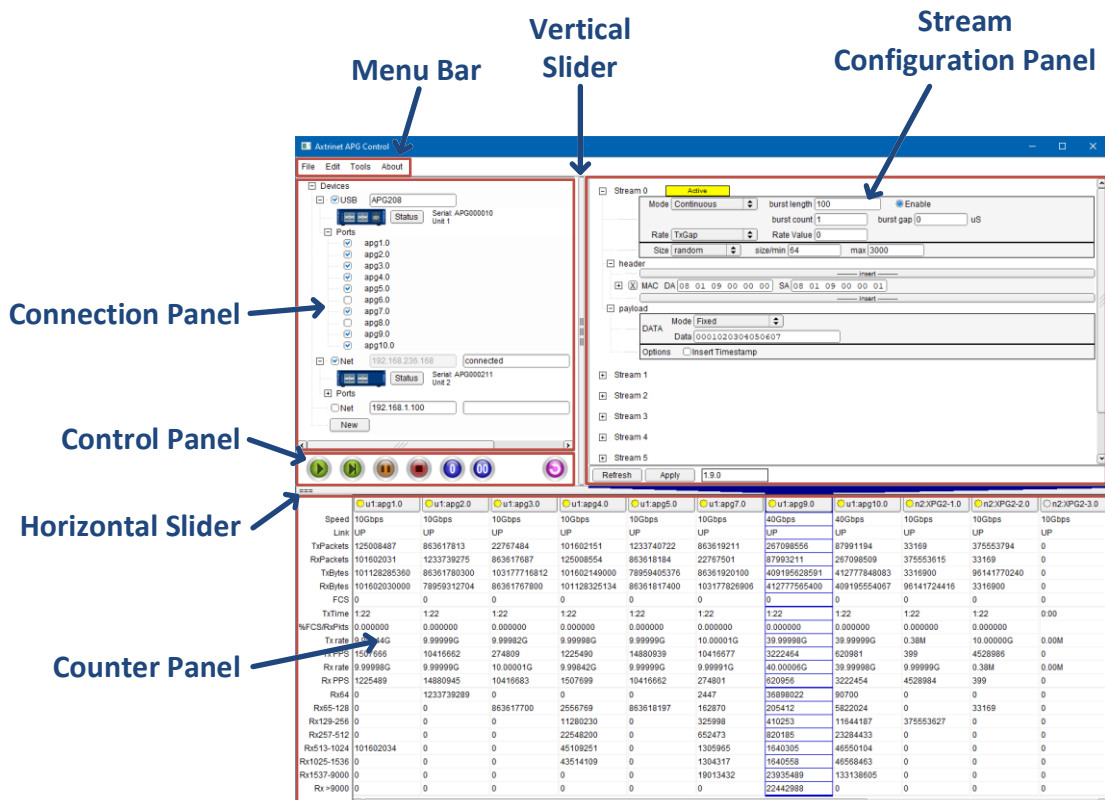 Stream
Configuration Panel
Vertical
Slider
Menu Bar
Axtrinet APG Control
File Edit Tools About
Devices
USB APG208
Status Serial: APG000010
Unit 1
Ports
apg1.0
apg2.0
apg3.0
apg4.0
apg5.0
apg6.0
apg7.0
apg8.0
apg9.0
apg10.0
Net 192.168.236.168 connected
Status Serial: APG000211
Unit 2
Ports
Net 192.168.1.100
New
Connection Panel
Control Panel
0 00
Stream 0 Active
Mode Continuous burst length 100 Enable
burst count 1 burst gap 0 uS
Rate TxGap Rate Value 0
Size random size/min 64 max 3000
header
insert
X MAC DA 08 01 09 00 00 00 SA 08 01 09 00 00 01
insert
payload
DATA Mode Fixed
Data 0001020304050607
Options Insert Timestamp
Stream 1
Stream 2
Stream 3
Stream 4
Stream 5
Refresh Apply 1.9.0
Horizontal Slider
Counter Panel
u1:apg1.0 u1:apg2.0 u1:apg3.0 u1:apg4.0 u1:apg5.0 u1:apg7.0 u1:apg9.0 u1:apg10.0 n2:XPG2-1.0 n2:XPG2-2.0 n2:XPG2-3.0
Speed 10Gbps 10Gbps 10Gbps 10Gbps 10Gbps 10Gbps 40Gbps 40Gbps 10Gbps 10Gbps 10Gbps
Link UP UP UP UP UP UP UP UP UP UP UP
TxPackets 125008487 863617813 22767484 101602151 1233740722 863619211 267098556 87991194 33169 375553794 0
RxPackets 101602031 1233739275 863617687 125008554 863618184 22767501 87993211 267098509 375553615 33169 0
TxBytes 101128285360 86361780300 103177716812 101602149000 78959405376 86361920100 409195628591 412777848083 3316900 96141770240 0
RxBytes 101602030000 78959312704 86361767800 101128325134 86361817400 103177826906 412777565400 409195554067 96141724416 3316900 0
FCS 0 0 0 0 0 0 0 0 0 0 0
TxTime 1:22 1:22 1:22 1:22 1:22 1:22 1:22 1:22 1:22 1:22 0:00
%FCS/RxPkts 0.000000 0.000000 0.000000 0.000000 0.000000 0.000000 0.000000 0.000000 0.000000 0.000000
Tx rate 9.99999G 9.99982G 9.99998G 9.99999G 10.00001G 39.99998G 39.99999G 0.38M 10.00000G 0.00M
Tx PPS 1507666 10416662 274809 1225490 14880939 10416677 3222464 620981 399 4528986
Rx rate 9.99998G 9.99999G 10.00001G 9.99842G 9.99999G 9.99991G 40.00006G 39.99998G 9.99999G 0.38M 0.00M
Rx PPS 1225489 14880945 10416683 1507699 10416662 274801 620956 3222454 4528984 399
Rx64 0 1233739289 0 0 0 2447 36898022 90700 0 0 0
Rx65-128 0 0 863617700 2556769 863618197 162870 205412 5822024 0 33169 0
Rx129-256 0 0 0 11280230 0 325998 410253 11644187 375553627 0 0
Rx257-512 0 0 0 22548200 0 652473 820185 23284433 0 0 0
Rx513-1024 101602034 0 0 45109251 0 1305965 1640305 46550104 0 0 0
Rx1025-1536 0 0 0 43514109 0 1304317 1640558 46568463 0 0 0
Rx1537-9000 0 0 0 0 0 19013432 23935489 133138605 0 0 0
Rx >9000 0 0 0 0 0 0 22442988 0 0 0 0